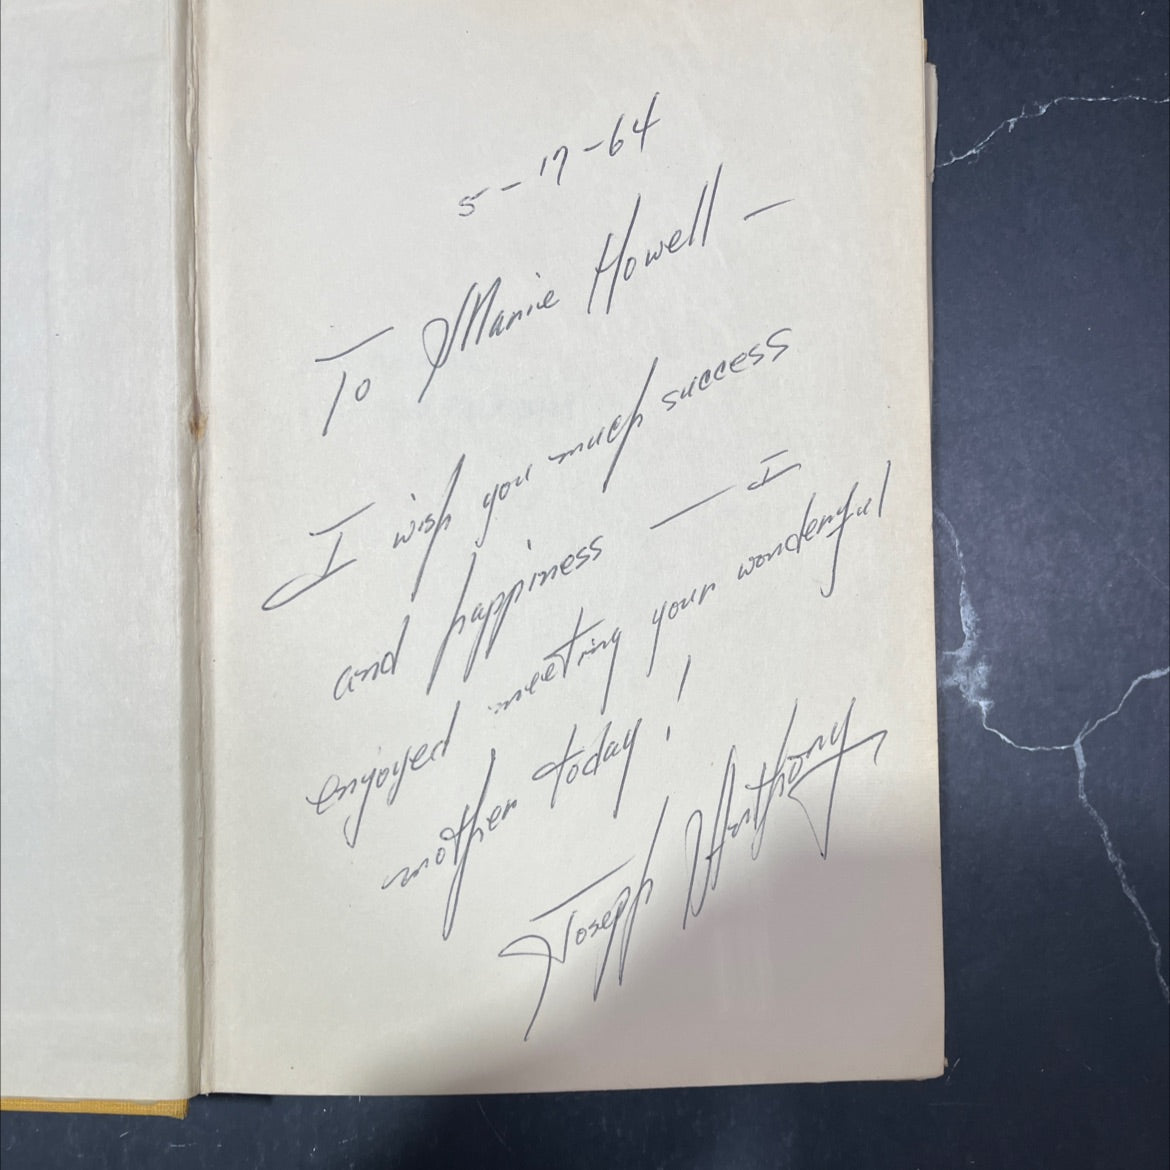 5-17-64
To Mamie Howell —
I wish you much success
and happiness — I
enjoyed meeting your wonderful
mother today!
Joseph Anthony